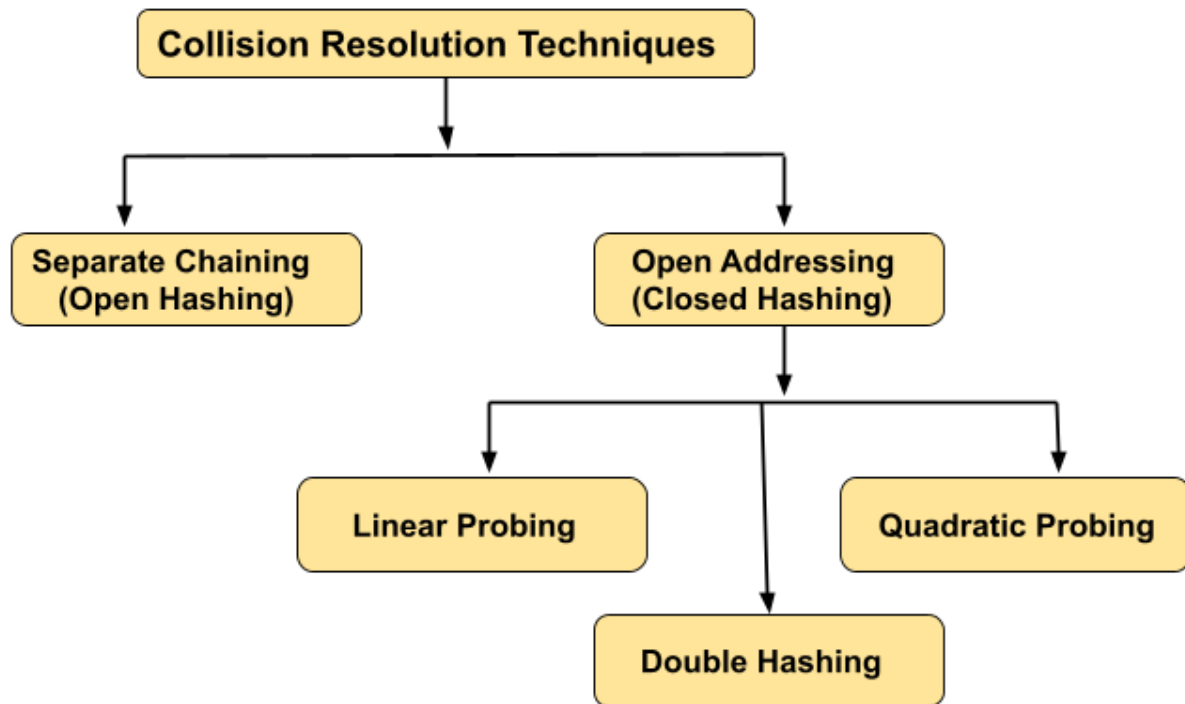 Collision Resolution Techniques
Separate Chaining
(Open Hashing)
Open Addressing
(Closed Hashing)
Linear Probing
Quadratic Probing
Double Hashing